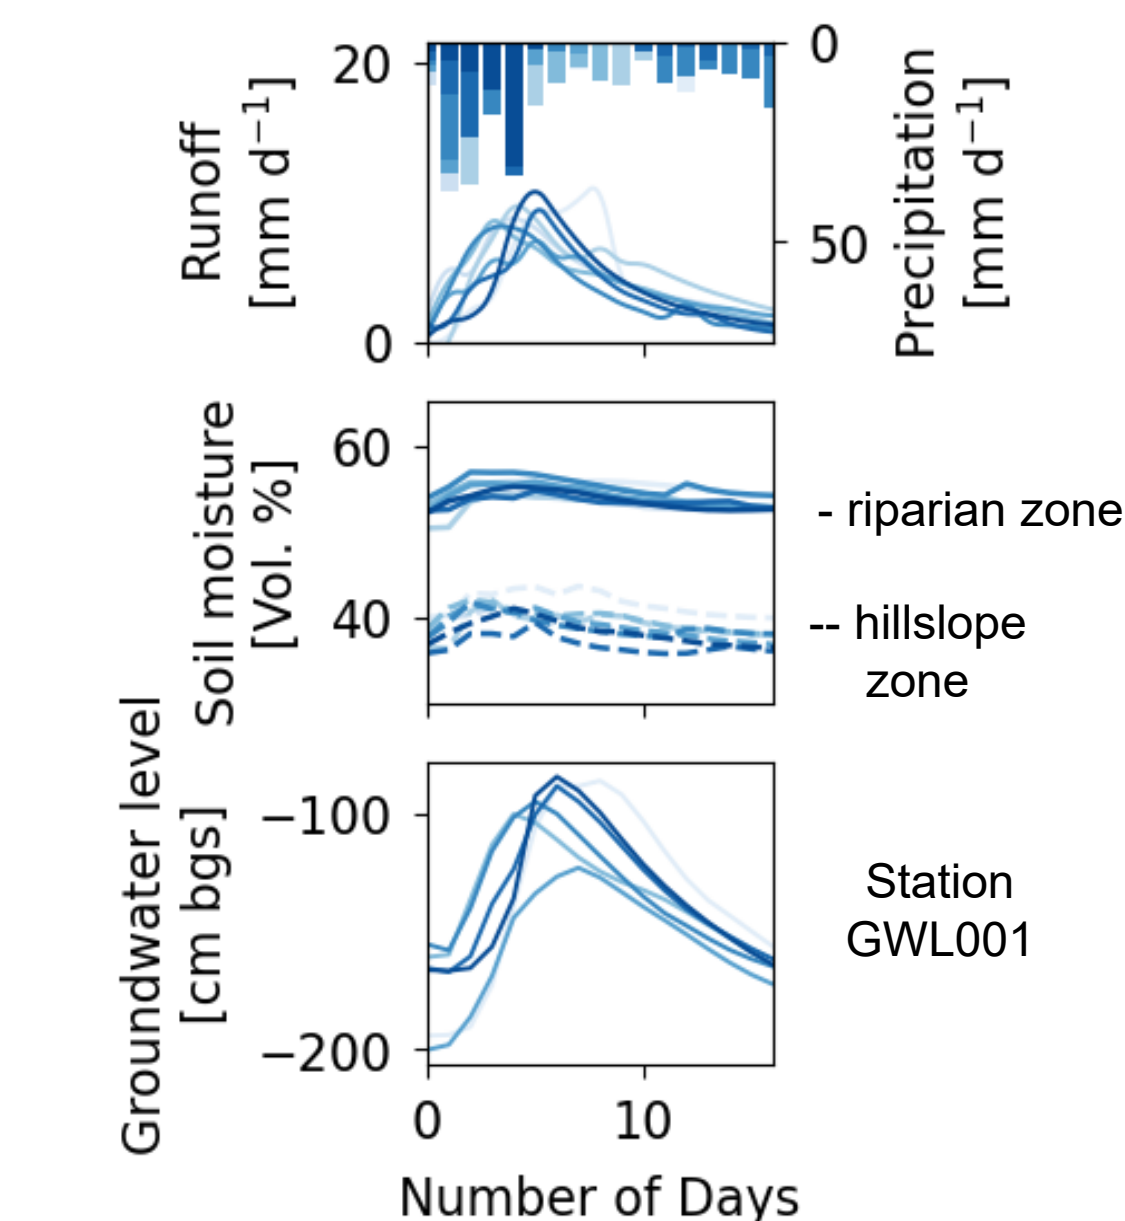 Runoff
[mm d⁻¹]
20
0
0
50
Precipitation
[mm d⁻¹]
Soil moisture
[Vol. %]
60
40
- riparian zone
-- hillslope
zone
Groundwater level
[cm bgs]
−100
−200
Station
GWL001
0
10
Number of Days